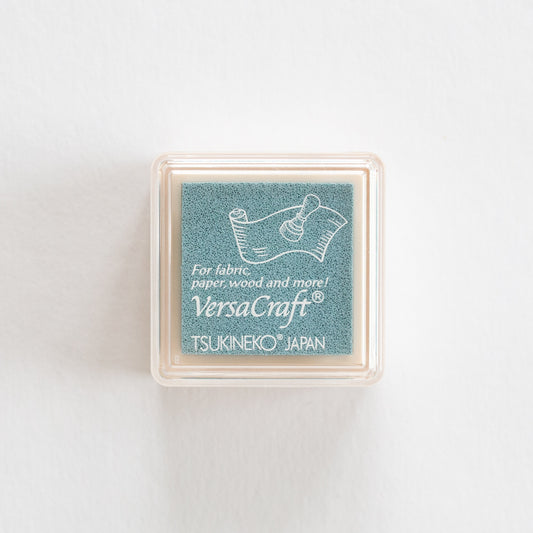 For fabric,
paper, wood and more!
VersaCraft®
TSUKINEKO® JAPAN